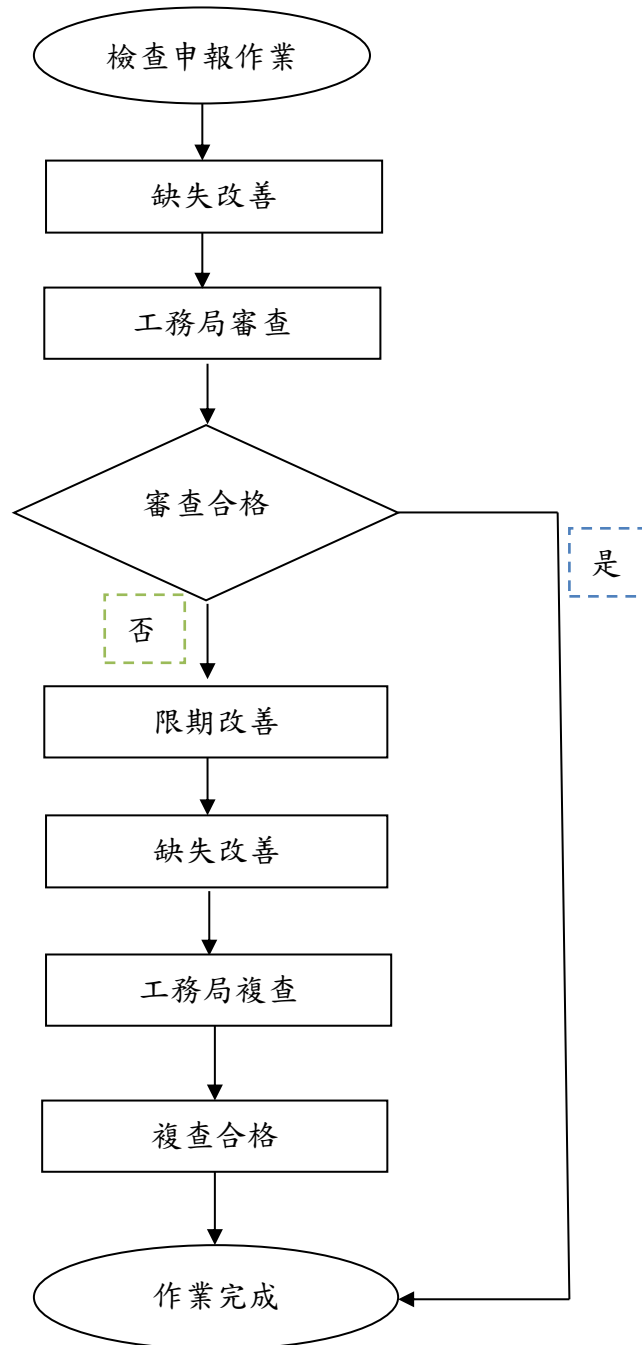 檢查申報作業
缺失改善
工務局審查
審查合格
是
否
限期改善
缺失改善
工務局複查
複查合格
作業完成